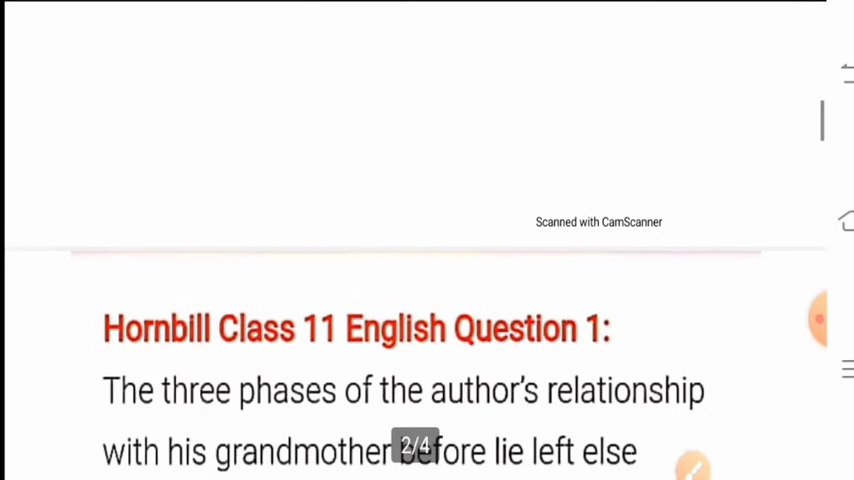 Scanned with CamScanner
Hornbill Class 11 English Question 1:
The three phases of the author's relationship
with his grandmother before lie left else
2/4